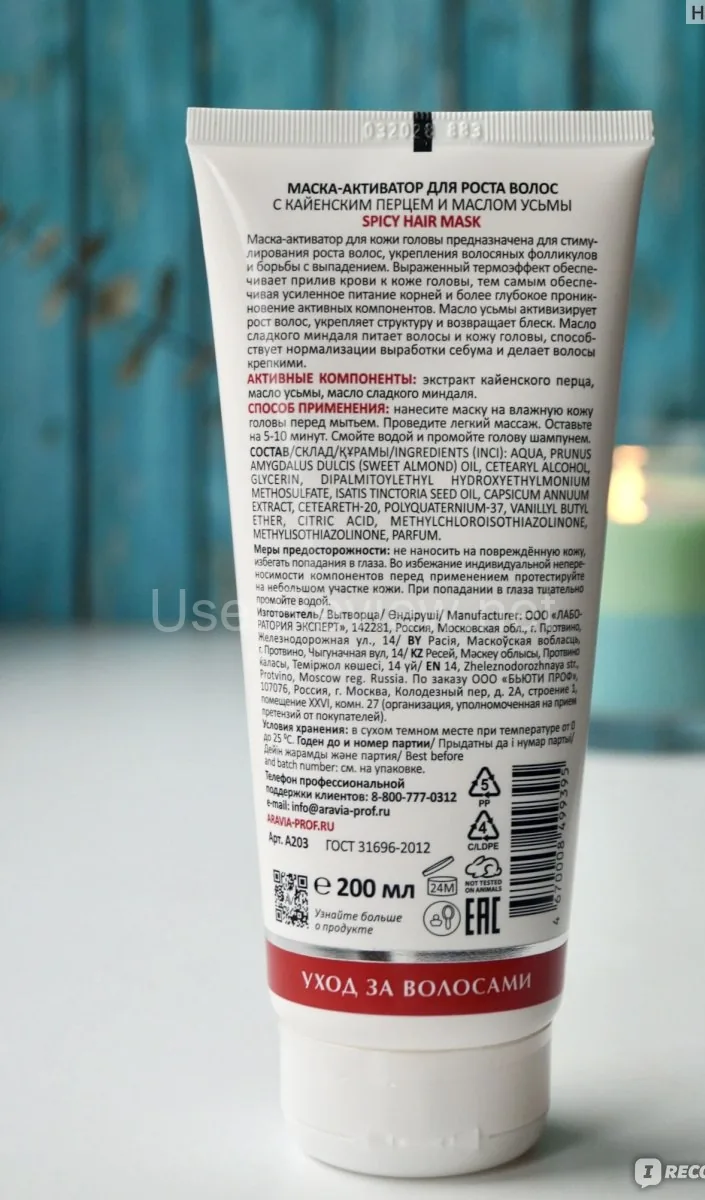 Н
032028 883
МАСКА-АКТИВАТОР ДЛЯ РОСТА ВОЛОС
С КАЙЕНСКИМ ПЕРЦЕМ И МАСЛОМ УСЬМЫ
SPICY HAIR MASK
Маска-активатор для кожи головы предназначена для стиму-
лирования роста волос, укрепления волосяных фолликулов
и борьбы с выпадением. Выраженный термоэффект обеспе-
чивает прилив крови к коже головы, тем самым обеспе-
чивая усиленное питание корней и более глубокое проник-
новение активных компонентов. Масло усьмы активизирует
рост волос, укрепляет структуру и возвращает блеск. Масло
сладкого миндаля питает волосы и кожу головы, способ-
ствует нормализации выработки себума и делает волосы
крепкими.
АКТИВНЫЕ КОМПОНЕНТЫ: экстракт кайенского перца,
масло усьмы, масло сладкого миндаля.
СПОСОБ ПРИМЕНЕНИЯ: нанесите маску на влажную кожу
головы перед мытьем. Проведите легкий массаж. Оставьте
на 5-10 минут. Смойте водой и промойте голову шампунем.
СОСТАВ/СКЛАД/ҚҰРАМЫ/INGREDIENTS (INCI): AQUA, PRUNUS
AMYGDALUS DULCIS (SWEET ALMOND) OIL, CETEARYL ALCOHOL,
GLYCERIN, DIPALMITOYLETHYL HYDROXYETHYLMONIUM
METHOSULFATE, ISATIS TINCTORIA SEED OIL, CAPSICUM ANNUUM
EXTRACT, CETEARETH-20, POLYQUATERNIUM-37, VANILLYL BUTYL
ETHER, CITRIC ACID, METHYLCHLOROISOTHIAZOLINONE,
METHYLISOTHIAZOLINONE, PARFUM.
Меры предосторожности: не наносить на повреждённую кожу,
избегать попадания в глаза. Во избежание индивидуальной непере-
носимости компонентов перед применением протестируйте
на небольшом участке кожи. При попадании в глаза тщательно
промойте водой.
Изготовитель/ Вытворца/ Өндіруші/ Manufacturer: ООО «ЛАБО-
РАТОРИЯ ЭКСПЕРТ», 142281, Россия, Московская обл., г. Протвино,
Железнодорожная ул., 14/ BY Расія, Маскоўская вобласць,
г. Протвино, Чыгуначная вул, 14/ KZ Ресей, Мәскеу облысы, Протвино
каласы, Теміржол көшесі, 14 уй/ EN 14, Zheleznodorozhnaya str.,
Protvino, Moscow reg. Russia. По заказу ООО «БЬЮТИ ПРОФ»,
107076, Россия, г. Москва, Колодезный пер, д. 2А, строение 1,
помещение XXVI, комн. 27 (организация, уполномоченная на прием
претензий от покупателей).
Условия хранения: в сухом темном месте при температуре от 0
до 25 °С. Годен до и номер партии/ Прыдатны да і нумар партыі/
Дейін жарамды және партия/ Best before
and batch number: см. на упаковке.
Телефон профессиональной
поддержки клиентов: 8-800-777-0312
e-mail: info@aravia-prof.ru
ARAVIA-PROF.RU
Арт. А203 ГОСТ 31696-2012
5
PP
4
C/LDPE
NOT TESTED
ON ANIMALS
24M
℮ 200 мл
Узнайте больше
о продукте
EAC
4 670008 499395
УХОД ЗА ВОЛОСАМИ
I RECO